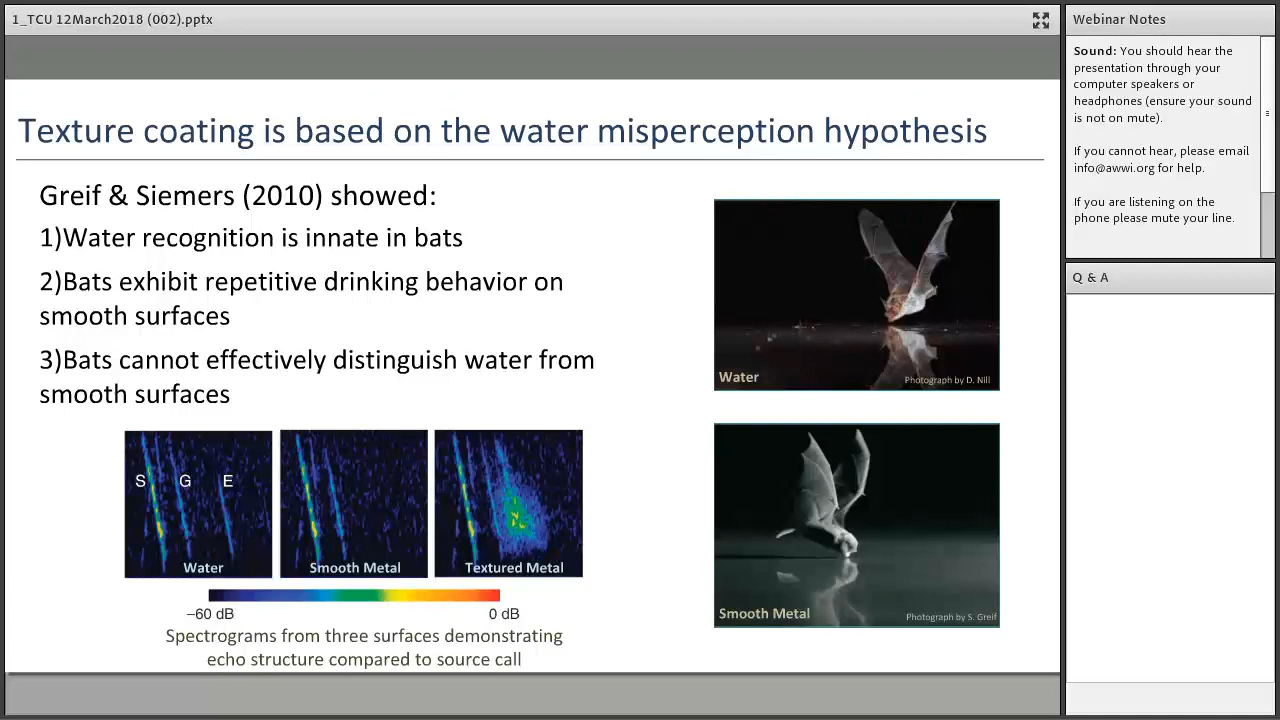 1_TCU 12March2018 (002).pptx
Texture coating is based on the water misperception hypothesis
Greif & Siemers (2010) showed:
1)Water recognition is innate in bats
2)Bats exhibit repetitive drinking behavior on
smooth surfaces
3)Bats cannot effectively distinguish water from
smooth surfaces
S G E
Water
Smooth Metal
Textured Metal
–60 dB
0 dB
Spectrograms from three surfaces demonstrating
echo structure compared to source call
Water
Photograph by D. Nill
Smooth Metal
Photograph by S. Greif
Webinar Notes
Sound: You should hear the
presentation through your
computer speakers or
headphones (ensure your sound
is not on mute).
If you cannot hear, please email
info@awwi.org for help.
If you are listening on the
phone please mute your line.
Q & A